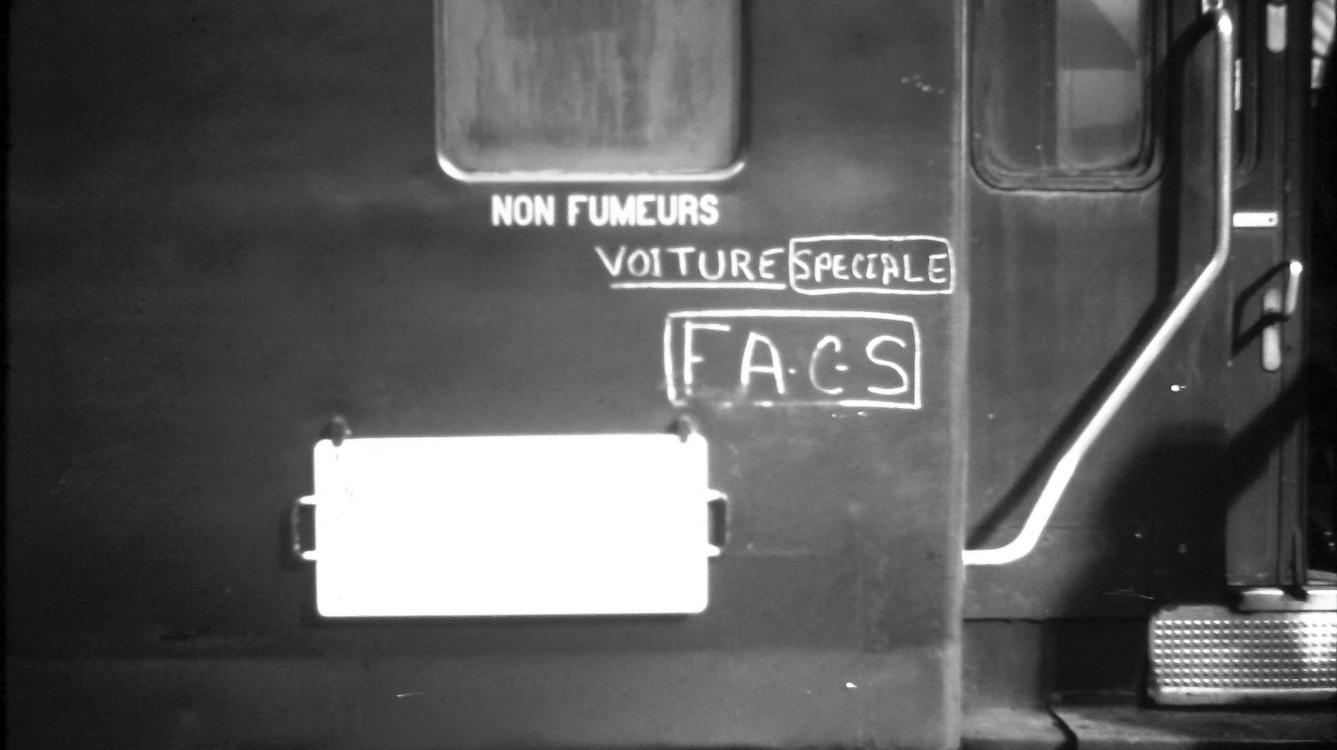 NON FUMEURS
VOITURE SPECIALE
F A.C.S